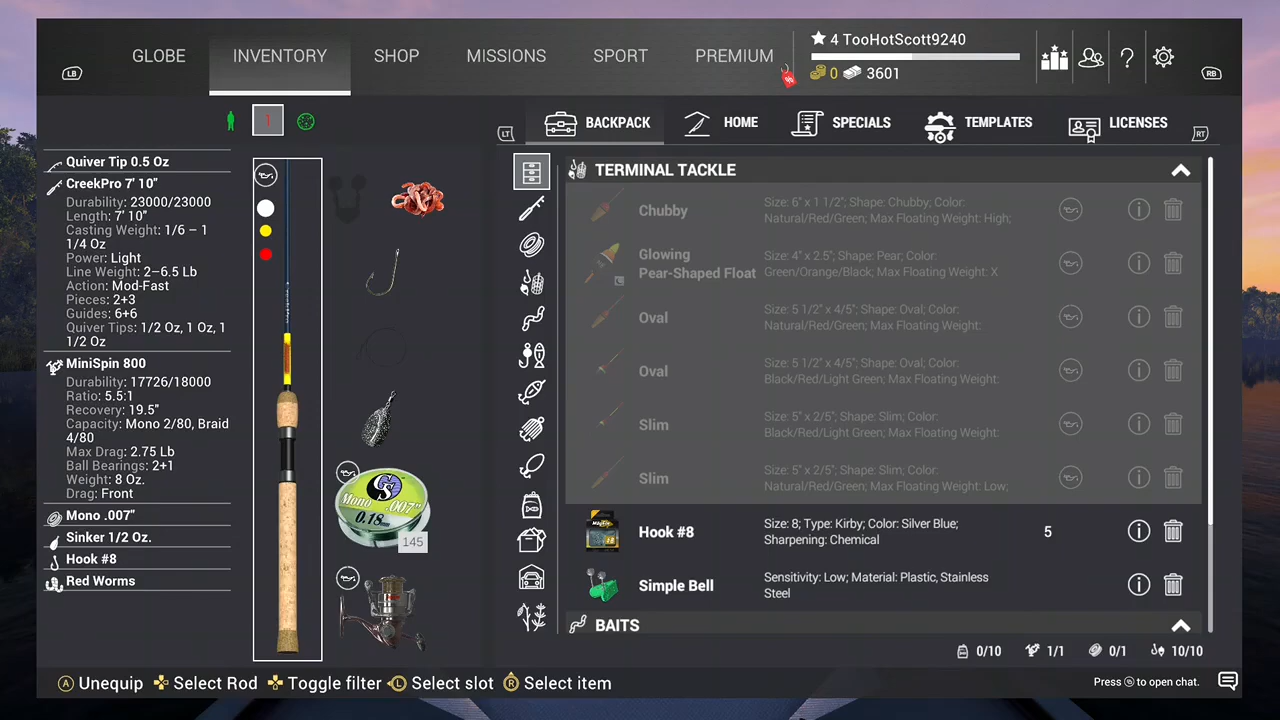 GLOBE
INVENTORY
SHOP
MISSIONS
SPORT
PREMIUM
4 TooHotScott9240
0 3601
LB
RB
1
LT
BACKPACK
HOME
SPECIALS
TEMPLATES
LICENSES
RT
Quiver Tip 0.5 Oz
CreekPro 7' 10"
Durability: 23000/23000
Length: 7' 10"
Casting Weight: 1/6 – 1
1/4 Oz
Power: Light
Line Weight: 2–6.5 Lb
Action: Mod-Fast
Pieces: 2+3
Guides: 6+6
Quiver Tips: 1/2 Oz, 1 Oz, 1
1/2 Oz
MiniSpin 800
Durability: 17726/18000
Ratio: 5.5:1
Recovery: 19.5"
Capacity: Mono 2/80, Braid
4/80
Max Drag: 2.75 Lb
Ball Bearings: 2+1
Weight: 8 Oz.
Drag: Front
Mono .007"
Sinker 1/2 Oz.
Hook #8
Red Worms
GS
Mono .007"
0.18mm
145
TERMINAL TACKLE
Chubby
Size: 6" x 1 1/2"; Shape: Chubby; Color:
Natural/Red/Green; Max Floating Weight: High;
Glowing
Pear-Shaped Float
Size: 4" x 2.5"; Shape: Pear; Color:
Green/Orange/Black; Max Floating Weight: X
Oval
Size: 5 1/2" x 4/5"; Shape: Oval; Color:
Natural/Red/Green; Max Floating Weight:
Oval
Size: 5 1/2" x 4/5"; Shape: Oval; Color:
Black/Red/Light Green; Max Floating Weight:
Slim
Size: 5" x 2/5"; Shape: Slim; Color:
Black/Red/Light Green; Max Floating Weight:
Slim
Size: 5" x 2/5"; Shape: Slim, Color:
Natural/Red/Green; Max Floating Weight: Low;
Hook #8
Size: 8; Type: Kirby; Color: Silver Blue;
Sharpening: Chemical
5
Simple Bell
Sensitivity: Low; Material: Plastic, Stainless
Steel
BAITS
0/10
1/1
0/1
10/10
A Unequip
Select Rod
Toggle filter
L Select slot
R Select item
Press to open chat.